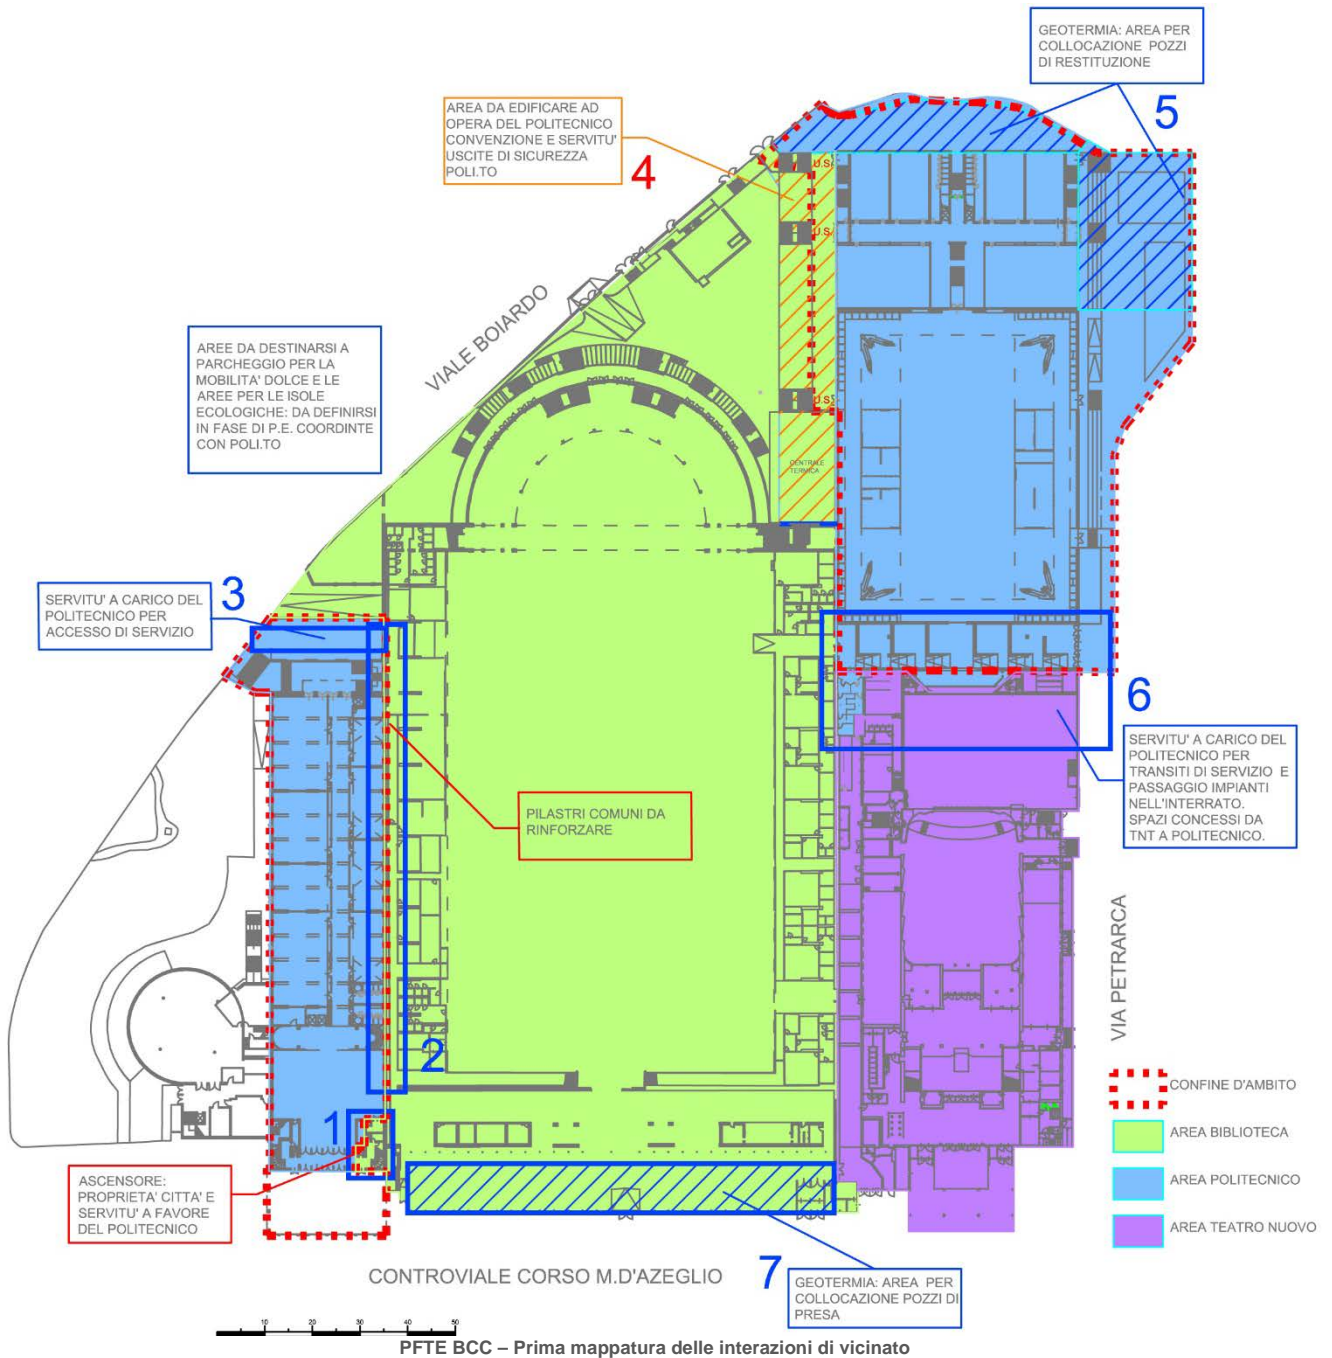 GEOTERMIA: AREA PER
COLLOCAZIONE POZZI
DI RESTITUZIONE
5
AREA DA EDIFICARE AD
OPERA DEL POLITECNICO
CONVENZIONE E SERVITU'
USCITE DI SICUREZZA
POLI.TO
4
U.S.
U.S.
U.S.
VIALE BOIARDO
AREE DA DESTINARSI A
PARCHEGGIO PER LA
MOBILITA' DOLCE E LE
AREE PER LE ISOLE
ECOLOGICHE: DA DEFINIRSI
IN FASE DI P.E. COORDINTE
CON POLI.TO
CENTRALE
TERMICA
SERVITU' A CARICO DEL
POLITECNICO PER
ACCESSO DI SERVIZIO
3
6
SERVITU' A CARICO DEL
POLITECNICO PER
TRANSITI DI SERVIZIO E
PASSAGGIO IMPIANTI
NELL'INTERRATO.
SPAZI CONCESSI DA
TNT A POLITECNICO.
PILASTRI COMUNI DA
RINFORZARE
VIA PETRARCA
2
1
CONFINE D'AMBITO
AREA BIBLIOTECA
AREA POLITECNICO
AREA TEATRO NUOVO
ASCENSORE:
PROPRIETA' CITTA' E
SERVITU' A FAVORE
DEL POLITECNICO
7
CONTROVIALE CORSO M.D'AZEGLIO
GEOTERMIA: AREA PER
COLLOCAZIONE POZZI DI
PRESA
10 20 30 40 50
PFTE BCC – Prima mappatura delle interazioni di vicinato